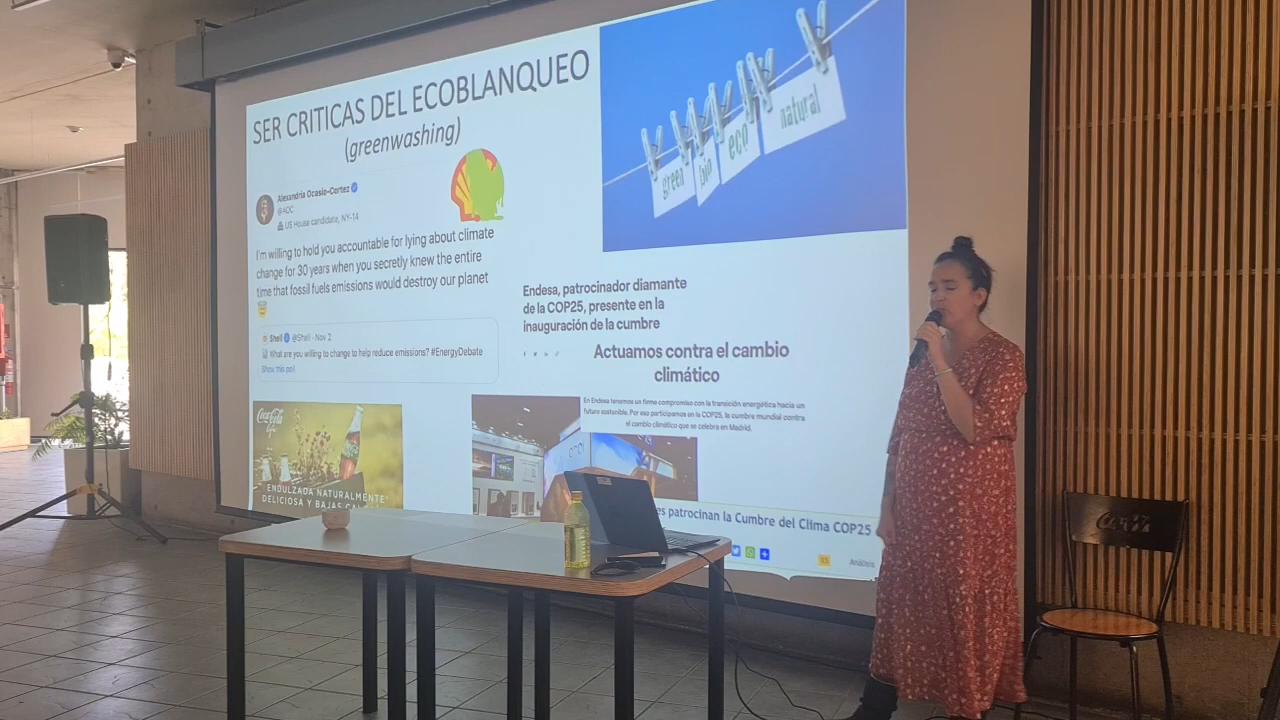 SER CRITICAS DEL ECOBLANQUEO
(greenwashing)
green
bio
eco
natural
Alexandria Ocasio-Cortez
@AOC
US House candidate, NY-14
I'm willing to hold you accountable for lying about climate
change for 30 years when you secretly knew the entire
time that fossil fuels emissions would destroy our planet
Shell @Shell · Nov 2
What are you willing to change to help reduce emissions? #EnergyDebate
Show this poll
Endesa, patrocinador diamante
de la COP25, presente en la
inauguración de la cumbre
Actuamos contra el cambio
climático
En Endesa tenemos un firme compromiso con la transición energética hacia un
futuro sostenible. Por eso participamos en la COP25, la cumbre mundial contra
el cambio climático que se celebra en Madrid.
Coca-Cola
Life
ENDULZADA NATURALMENTE
DELICIOSA Y BAJAS CA
es patrocinan la Cumbre del Clima COP25
Análisis
Coca-Cola